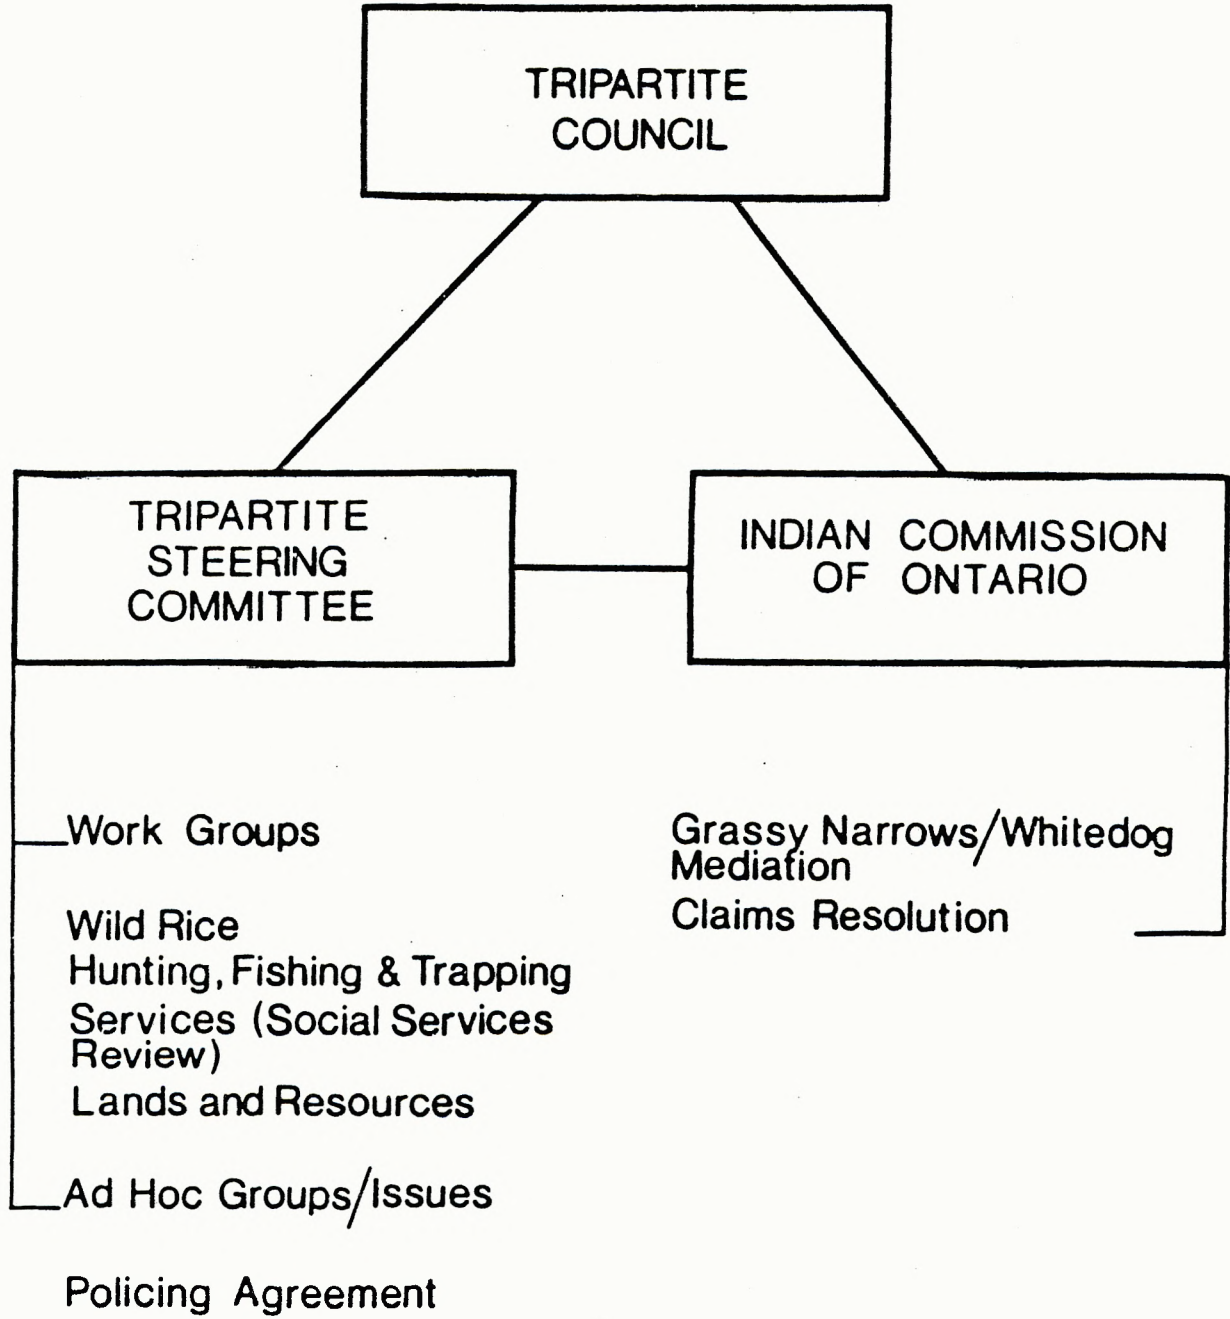 TRIPARTITE
COUNCIL
TRIPARTITE
STEERING
COMMITTEE
INDIAN COMMISSION
OF ONTARIO
Work Groups
Wild Rice
Hunting, Fishing & Trapping
Services (Social Services
Review)
Lands and Resources
Ad Hoc Groups/Issues
Policing Agreement
Grassy Narrows/Whitedog
Mediation
Claims Resolution